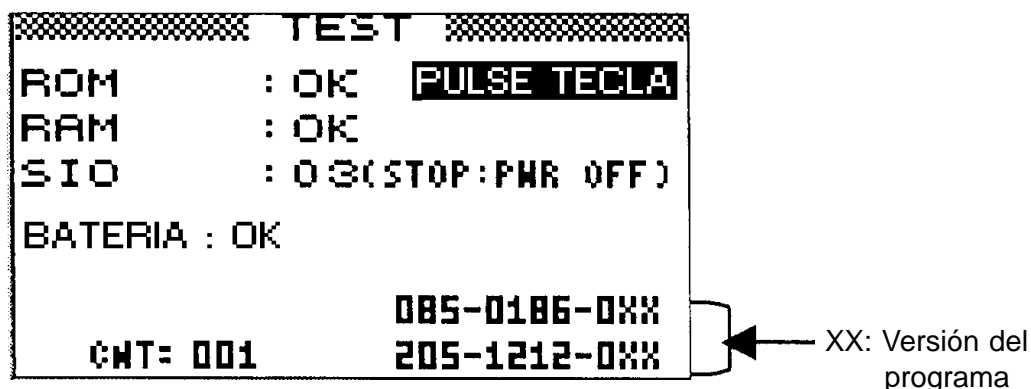 TEST
ROM : OK PULSE TECLA
RAM : OK
SIO : 03(STOP:PWR OFF)
BATERIA : OK
085-0186-0XX
CNT= 001 205-1212-0XX
XX: Versión del
programa